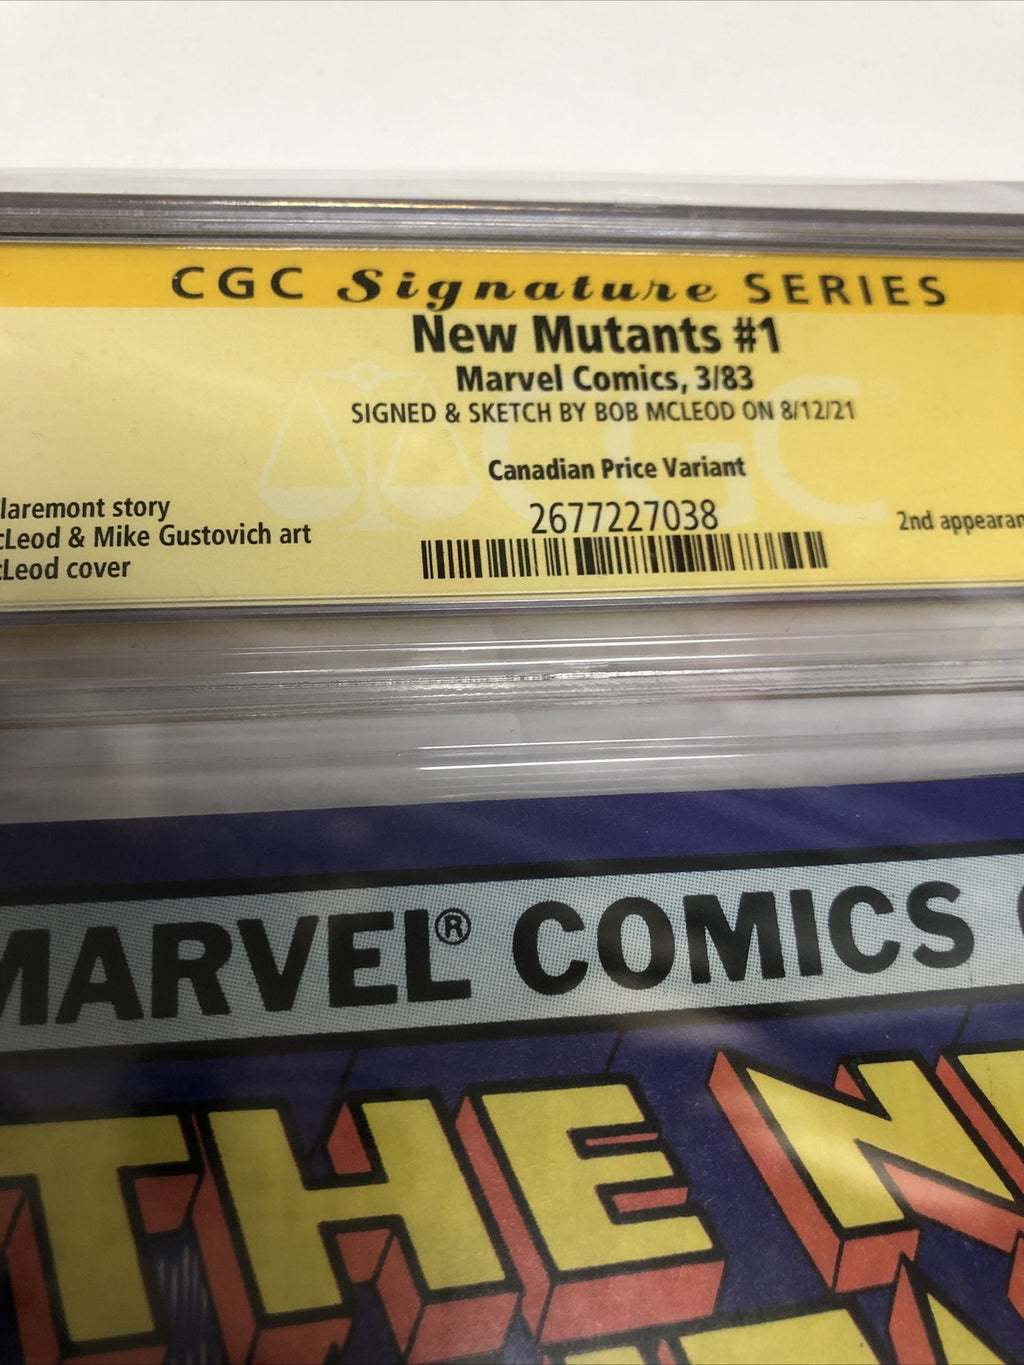 CGC Signature SERIES
New Mutants #1
Marvel Comics, 3/83
SIGNED & SKETCH BY BOB MCLEOD ON 8/12/21
Canadian Price Variant
2677227038
laremont story
cLeod & Mike Gustovich art
cLeod cover
2nd appearan
CGC
MARVEL® COMICS
THE N